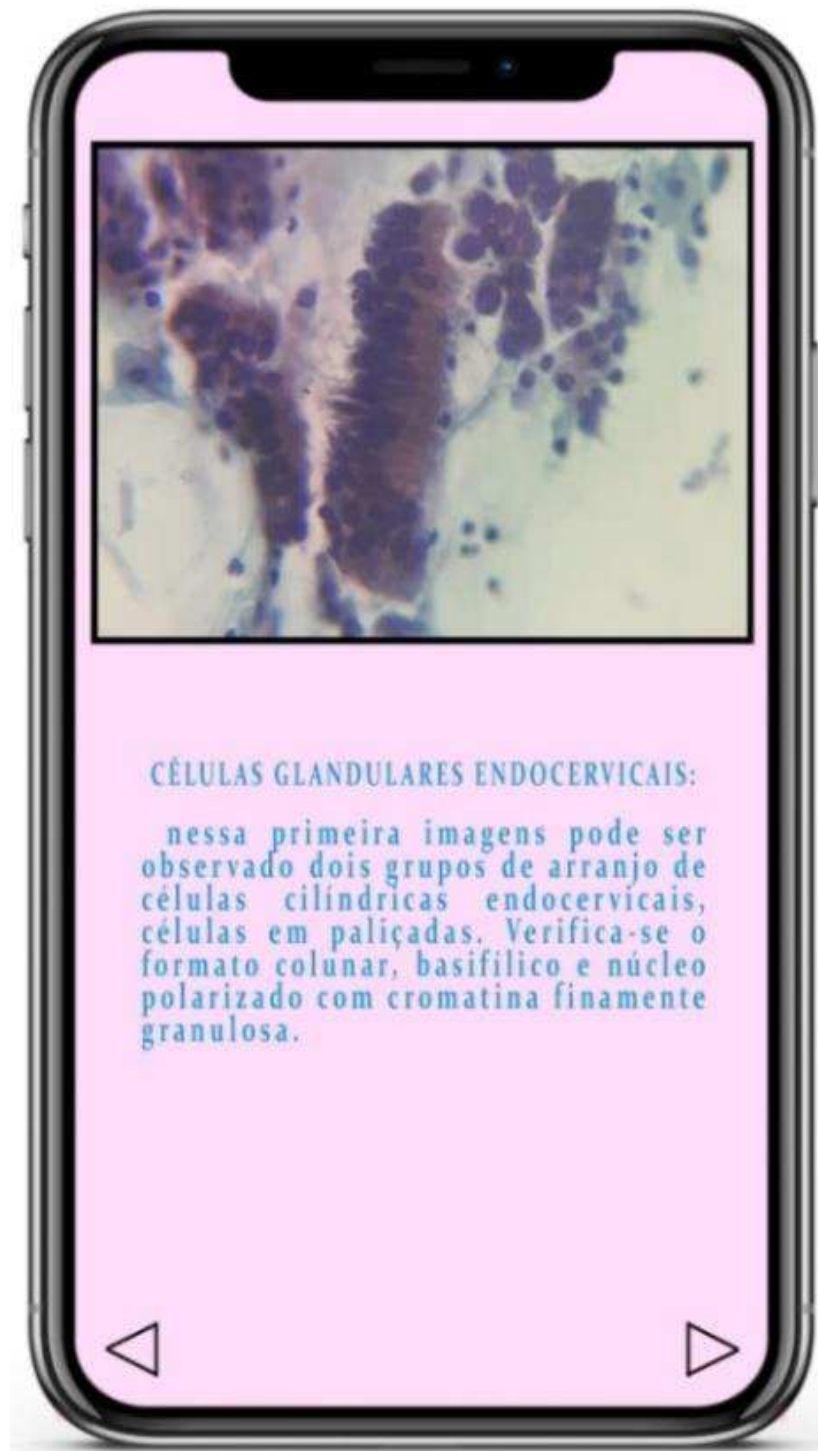 CÉLULAS GLANDULARES ENDOCERVICAIS:
nessa primeira imagens pode ser
observado dois grupos de arranjo de
células cilíndricas endocervicais,
células em paliçadas. Verifica-se o
formato colunar, basifílico e núcleo
polarizado com cromatina finamente
granulosa.